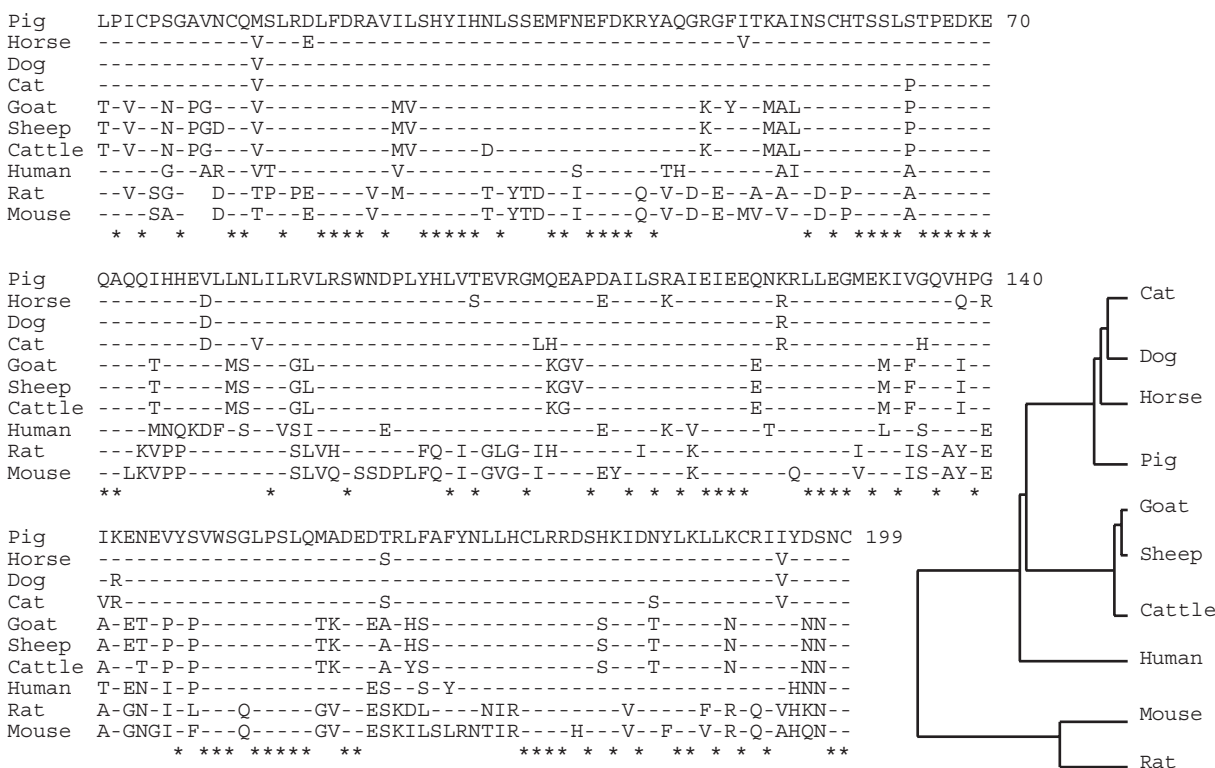 Pig    LPICPSGAVNCQMSLRDLFDRAVILSHYIHNLSSEMFNEFDKRYAQGRGFITKAINSCHTSSLSTPEDKE 70
Horse  ------------V---E---------------------------------V-------------------
Dog    ------------V---------------------------------------------------------
Cat    ------------V--------------------------------------------------P------
Goat   T-V--N-PG---V----------MV----------------------K-Y--MAL--------P------
Sheep  T-V--N-PGD--V----------MV----------------------K----MAL--------P------
Cattle T-V--N-PG---V----------MV-----D----------------K----MAL--------P------
Human  -----G--AR--VT---------V-------------S------TH-------AI--------A------
Rat    --V-SG-  D--TP-PE----V-M------T-YTD--I----Q-V-D-E--A-A--D-P----A------
Mouse  ----SA-  D--T---E----V--------T-YTD--I----Q-V-D-E-MV-V--D-P----A------
* *  *   **  *  **** *  ***** *   **  **** *           * * **** ******
Pig    QAQQIHHEVLLNLILRVLRSWNDPLYHLVTEVRGMQEAPDAILSRAIEIEEQNKRLLEGMEKIVGQVHPG 140
Horse  --------D--------------------S---------E----K--------R-------------Q-R
Dog    --------D--------------------------------------------R----------------
Cat    --------D---V---------------------LH-----------------R----------H-----
Goat   ----T-----MS---GL------------------KGV-------------E---------M-F---I--
Sheep  ----T-----MS---GL------------------KGV-------------E---------M-F---I--
Cattle ----T-----MS---GL------------------KG--------------E---------M-F---I--
Human  ----MNQKDF-S--VSI-----E----------------E----K-V-----T--------L--S----E
Rat    ---KVPP--------SLVH------FQ--I-GLG-IH------I---K------------I---IS-AY-E
Mouse  --LKVPP--------SLVQ-SSDPLFQ--I-GVG-I----EY-----K-------Q----V---IS-AY-E
**           *     *       * *   *    *  * * *  ****    **** * *  *  *
Pig    IKENEVYSVWSGLPSLQMADEDTRLFAFYNLLHCLRRDSHKIDNYLKLLKCRIIYDSNC 199
Horse  ----------------------S------------------------------V-----
Dog    -R---------------------------------------------------V-----
Cat    VR--------------------S--------------------S---------V-----
Goat   A-ET-P-P---------TK--EA-HS-------------S---T-----N-----NN--
Sheep  A-ET-P-P---------TK---A-HS-------------S---T-----N-----NN--
Cattle A--T-P-P---------TK---A-YS-------------S---T-----N-----NN--
Human  T-EN-I-P-------------ES--S-Y--------------------------HNN--
Rat    A-GN-I-L---Q-----GV--ESKDL----NIR--------V-----F-R-Q-VHKN--
Mouse  A-GNGI-F---Q-----GV--ESKILSLRNTIR----H---V--F--V-R-Q-AHQN--
* *** *****  **                **** * * *   ** * * *    **
Cat
Dog
Horse
Pig
Goat
Sheep
Cattle
Human
Mouse
Rat